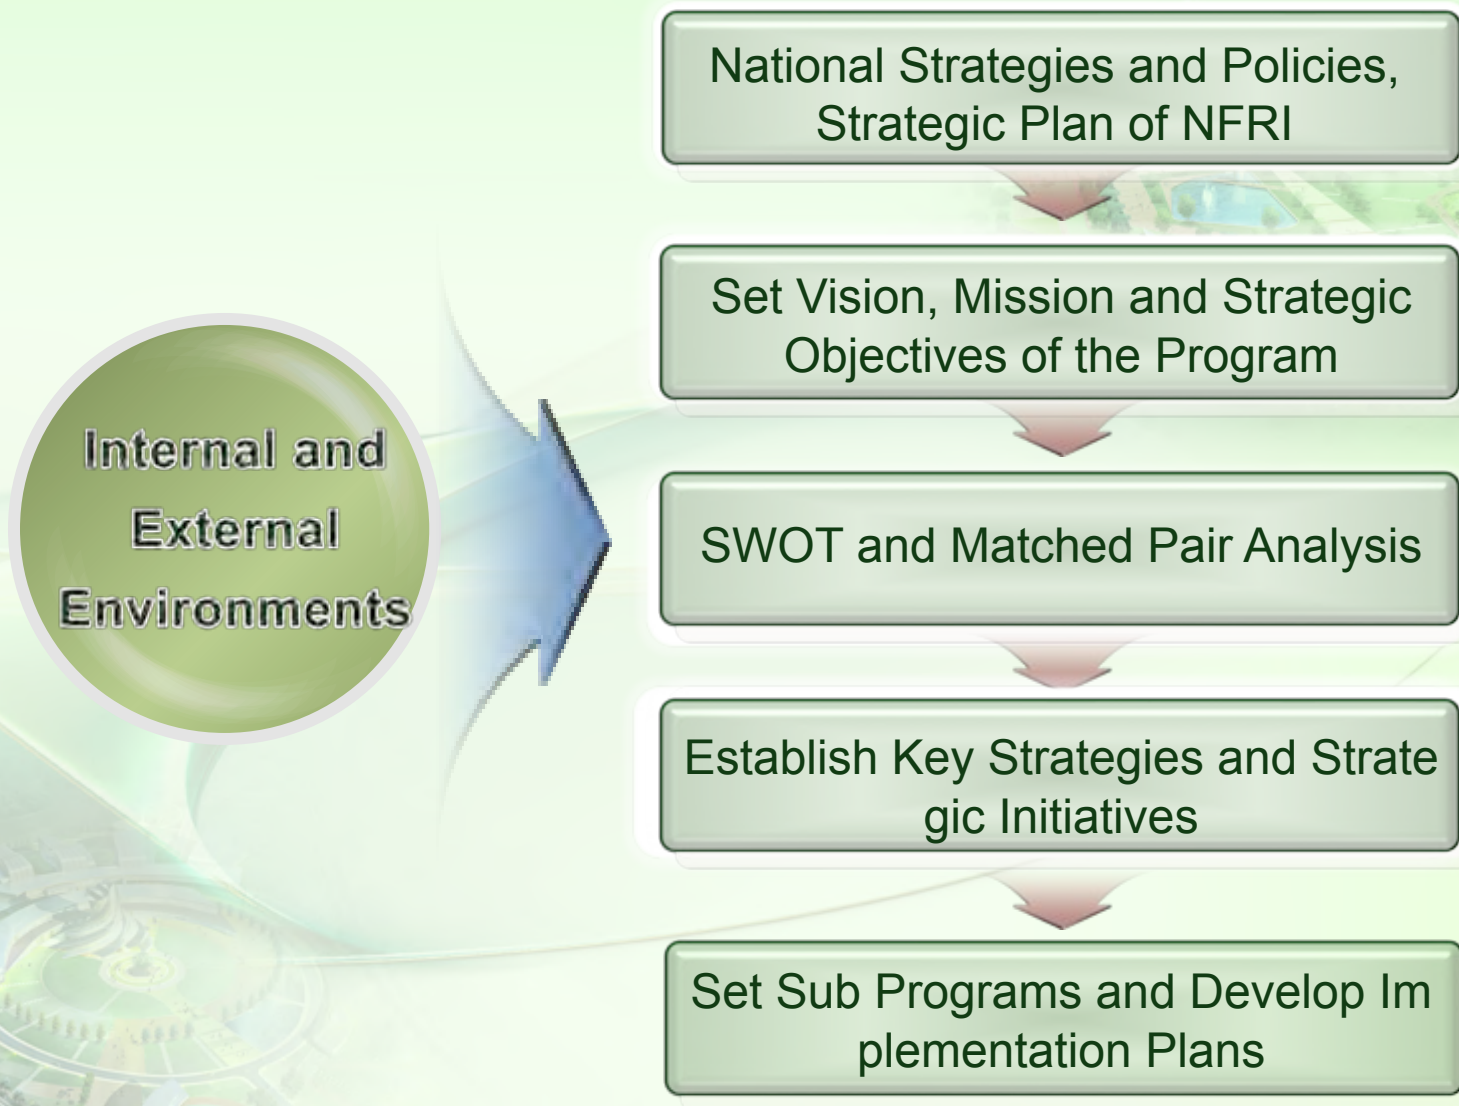 National Strategies and Policies,
Strategic Plan of NFRI
Set Vision, Mission and Strategic
Objectives of the Program
Internal and
External
Environments
SWOT and Matched Pair Analysis
Establish Key Strategies and Strate
gic Initiatives
Set Sub Programs and Develop Im
plementation Plans